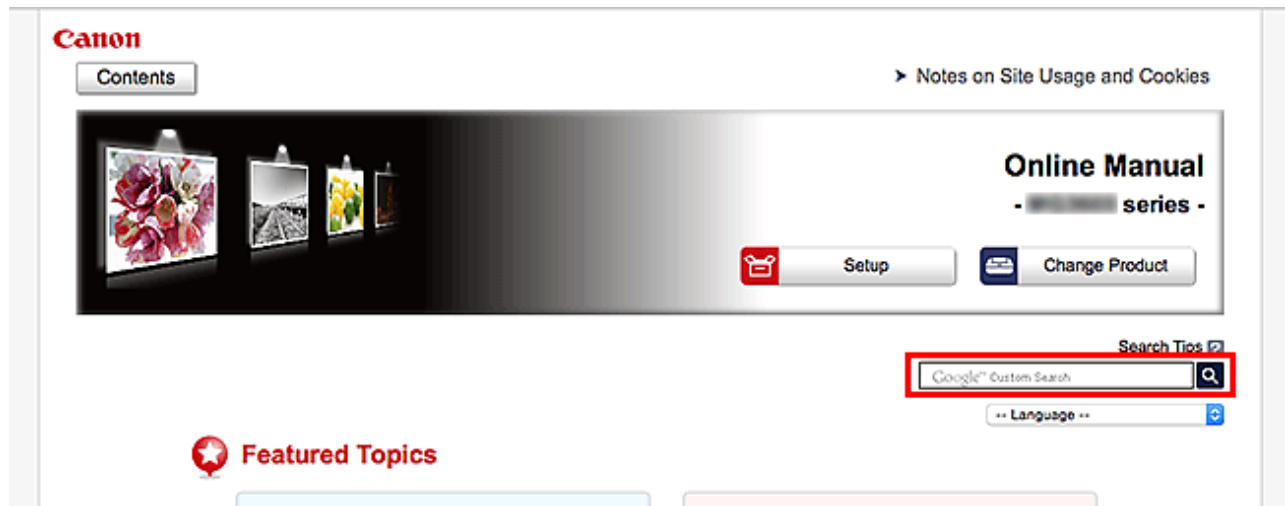 Canon
Contents
Notes on Site Usage and Cookies
Online Manual
- series -
Setup
Change Product
Search Tips
Google™ Custom Search
-- Language --
Featured Topics